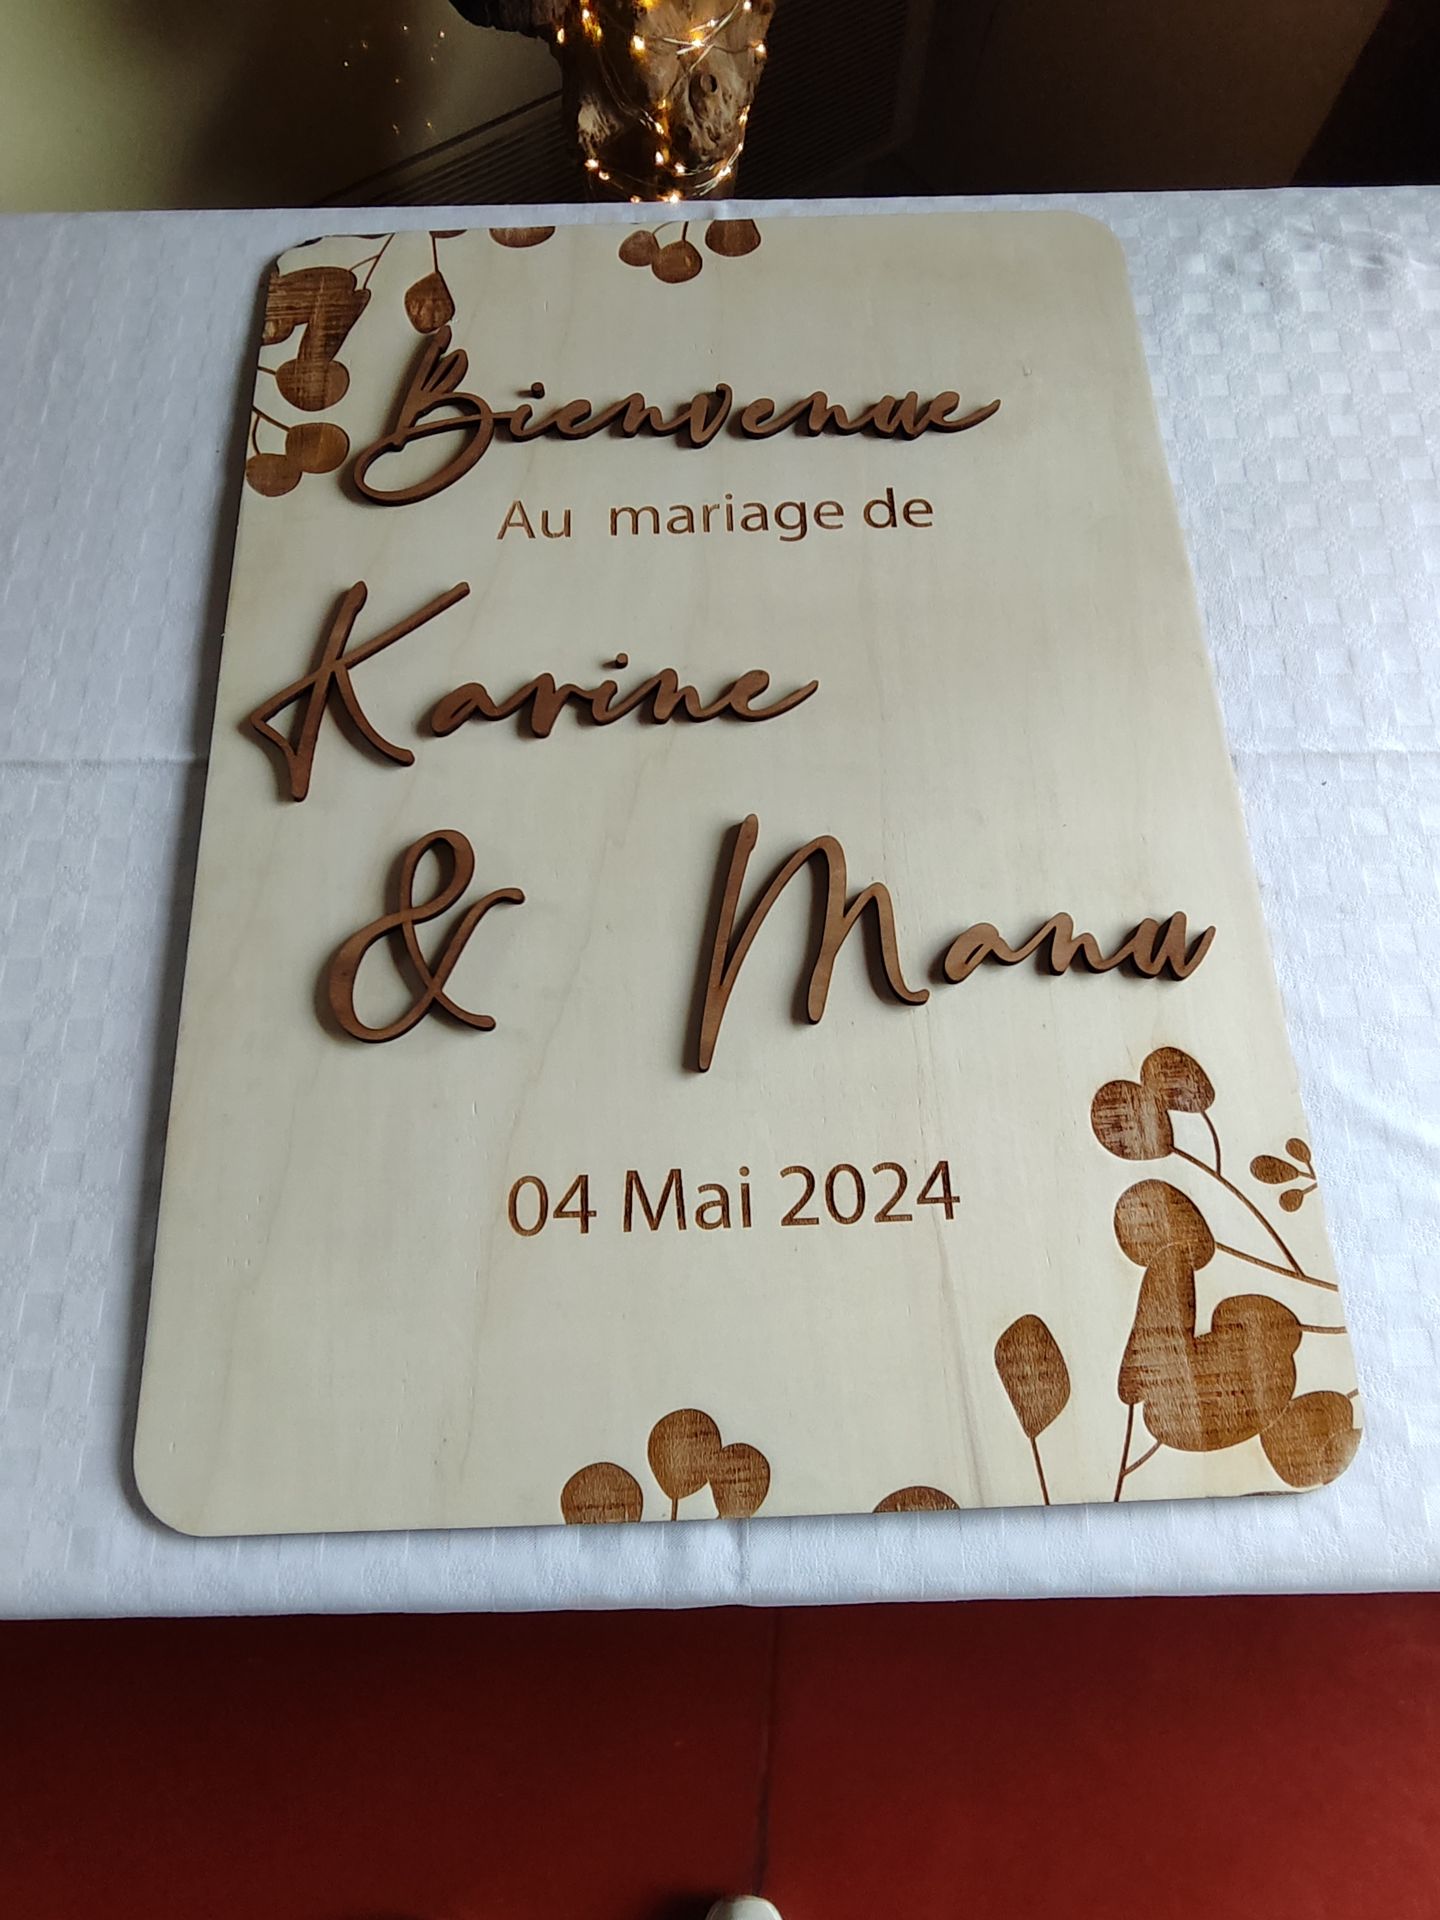 Bienvenue
Au mariage de
Karine
& Manu
04 Mai 2024